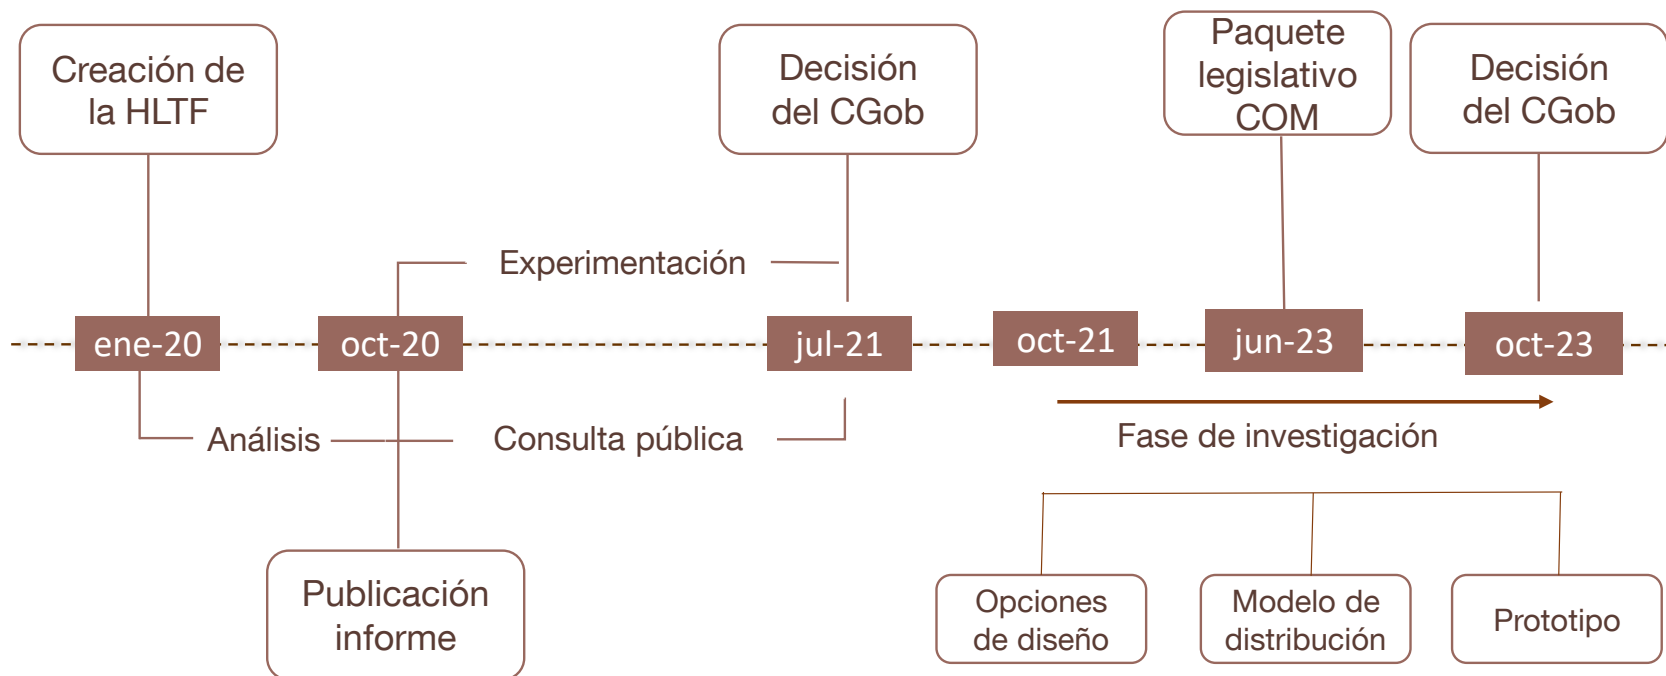 Creación de
la HLTF
Decisión
del CGob
Paquete
legislativo
COM
Decisión
del CGob
Experimentación
ene-20
oct-20
jul-21
oct-21
jun-23
oct-23
Análisis
Consulta pública
Fase de investigación
Publicación
informe
Opciones
de diseño
Modelo de
distribución
Prototipo